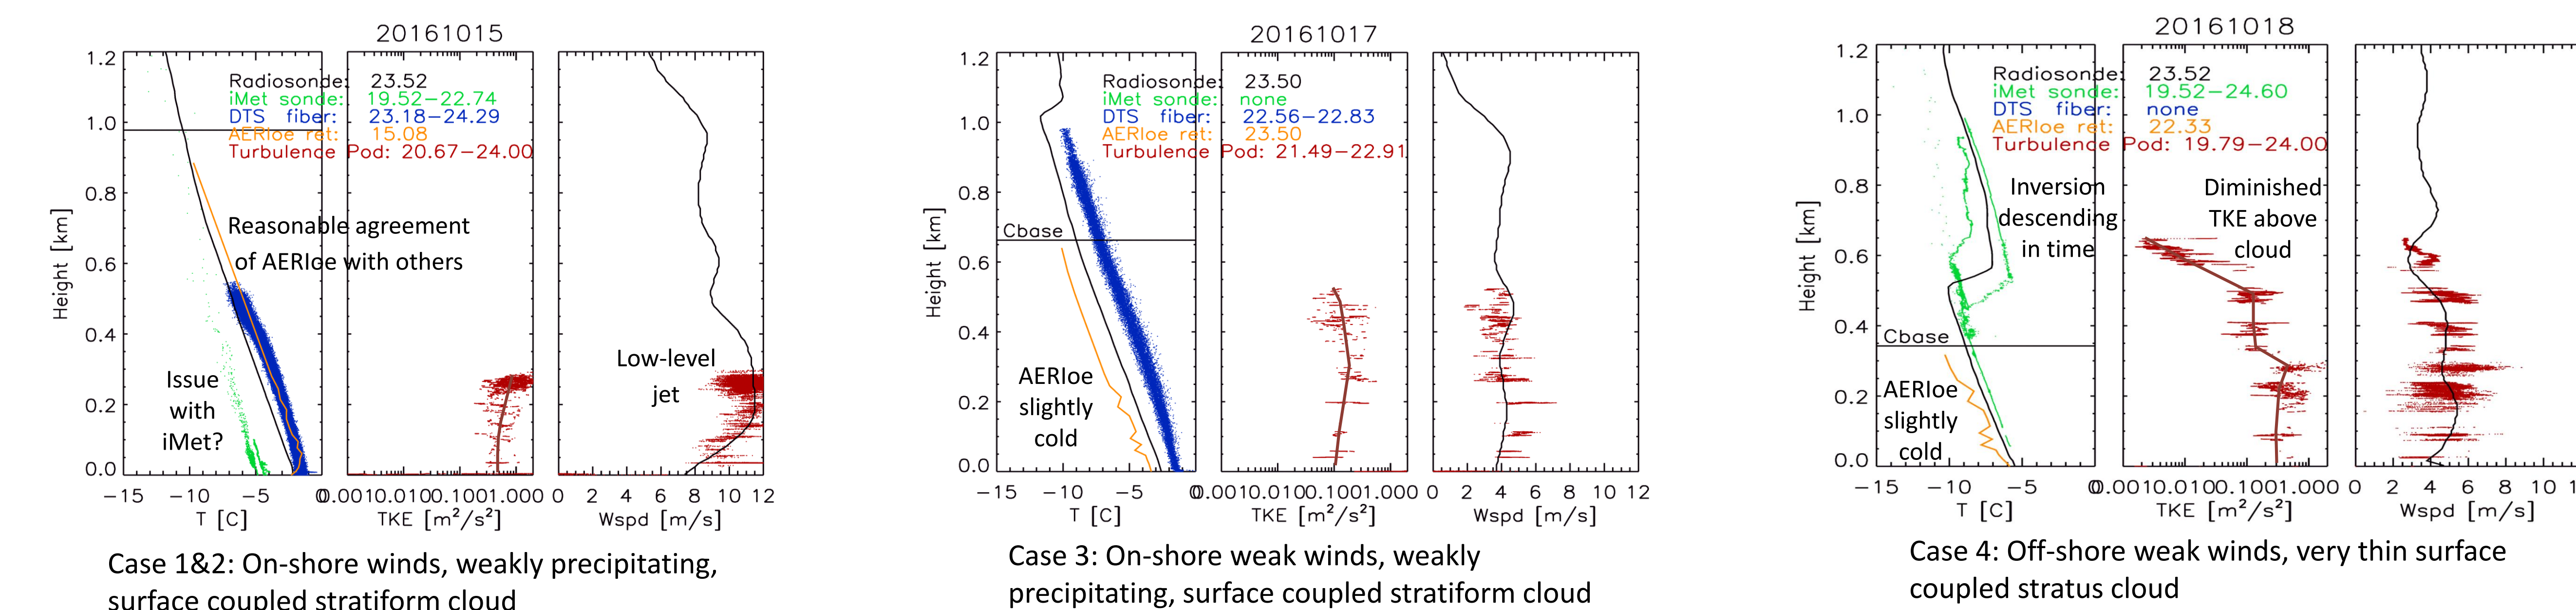 20161015
Radiosonde: 23.52
iMet sonde: 19.52−22.74
DTS fiber: 23.18−24.29
AERIoe ret: 15.08
Turbulence Pod: 20.67−24.00
Reasonable agreement
of AERIoe with others
Issue
with
iMet?
Low-level
jet
Height [km]
1.2
1.0
0.8
0.6
0.4
0.2
0.0
−15 −10 −5 0
T [C]
0.0010 0.0100 0.1000 1.0000
TKE [m²/s²]
0 2 4 6 8 10 12
Wspd [m/s]
Case 1&2: On-shore winds, weakly precipitating,
surface coupled stratiform cloud
20161017
Radiosonde: 23.50
iMet sonde: none
DTS fiber: 22.56−22.83
AERIoe ret: 23.50
Turbulence Pod: 21.49−22.91
Cbase
AERIoe
slightly
cold
Height [km]
1.2
1.0
0.8
0.6
0.4
0.2
0.0
−15 −10 −5 0
T [C]
0.0010 0.0100 0.1000 1.0000
TKE [m²/s²]
0 2 4 6 8 10 12
Wspd [m/s]
Case 3: On-shore weak winds, weakly
precipitating, surface coupled stratiform cloud
20161018
Radiosonde: 23.52
iMet sonde: 19.52−24.60
DTS fiber: none
AERIoe ret: 22.33
Turbulence Pod: 19.79−24.00
Inversion
descending
in time
Diminished
TKE above
cloud
Cbase
AERIoe
slightly
cold
Height [km]
1.2
1.0
0.8
0.6
0.4
0.2
0.0
−15 −10 −5 0
T [C]
0.0010 0.0100 0.1000 1.000
TKE [m²/s²]
0 2 4 6 8 10
Wspd [m/s]
Case 4: Off-shore weak winds, very thin surface
coupled stratus cloud